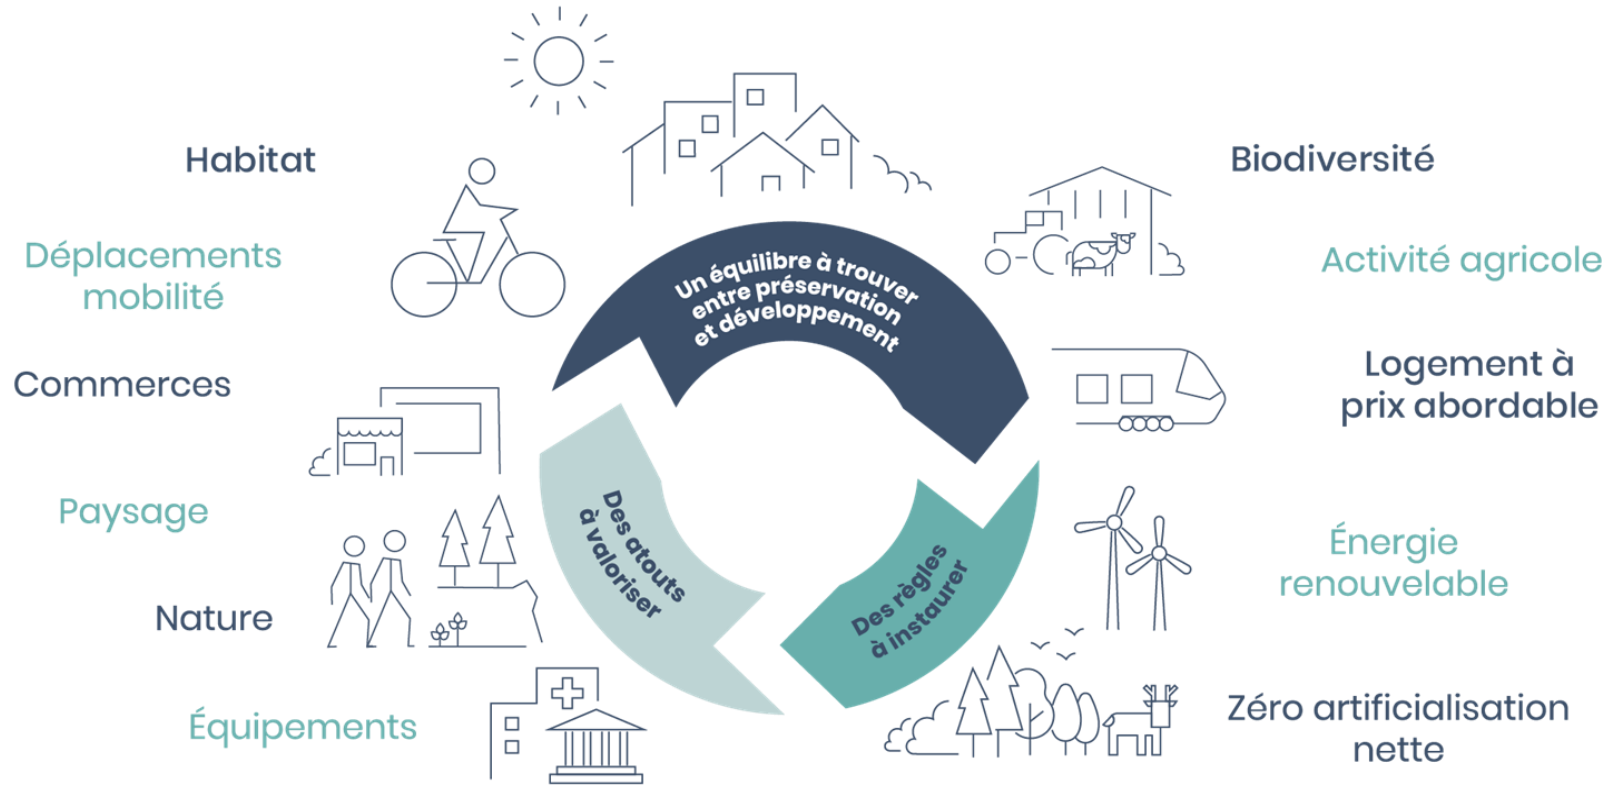 Habitat
Déplacements
mobilité
Commerces
Paysage
Nature
Équipements
Un équilibre à trouver
entre préservation
et développement
Des atouts
à valoriser
Des règles
à instaurer
Biodiversité
Activité agricole
Logement à
prix abordable
Énergie
renouvelable
Zéro artificialisation
nette